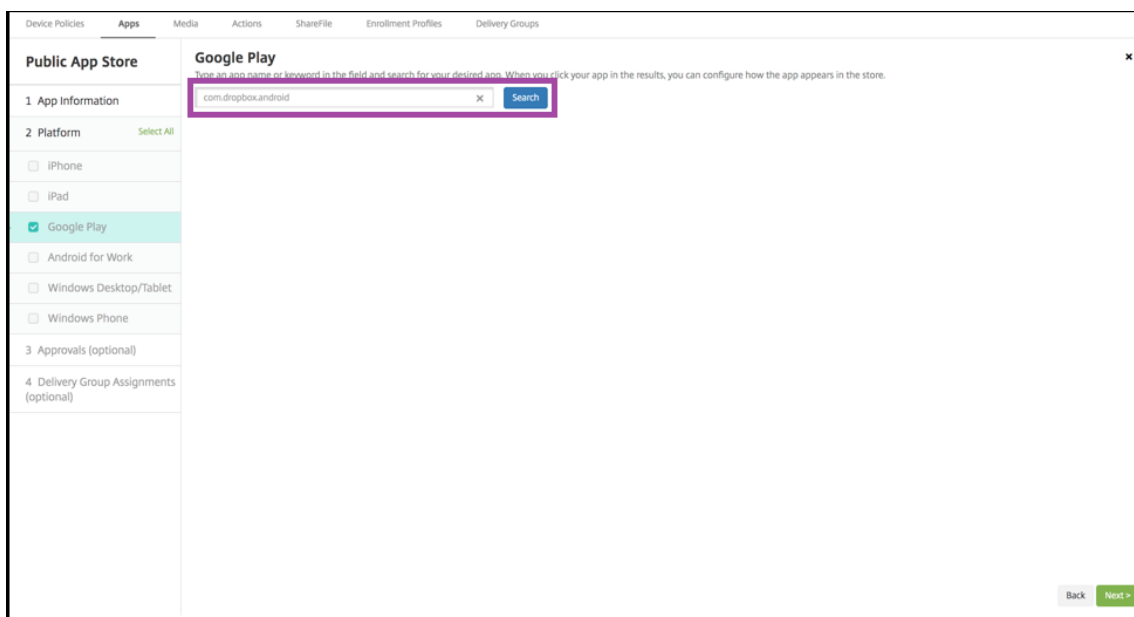 Device Policies Apps Media Actions ShareFile Enrollment Profiles Delivery Groups
Public App Store
1 App Information
2 Platform Select All
iPhone
iPad
Google Play
Android for Work
Windows Desktop/Tablet
Windows Phone
3 Approvals (optional)
4 Delivery Group Assignments
(optional)
Google Play
Type an app name or keyword in the field and search for your desired app. When you click your app in the results, you can configure how the app appears in the store.
com.dropbox.android Search
Back Next >